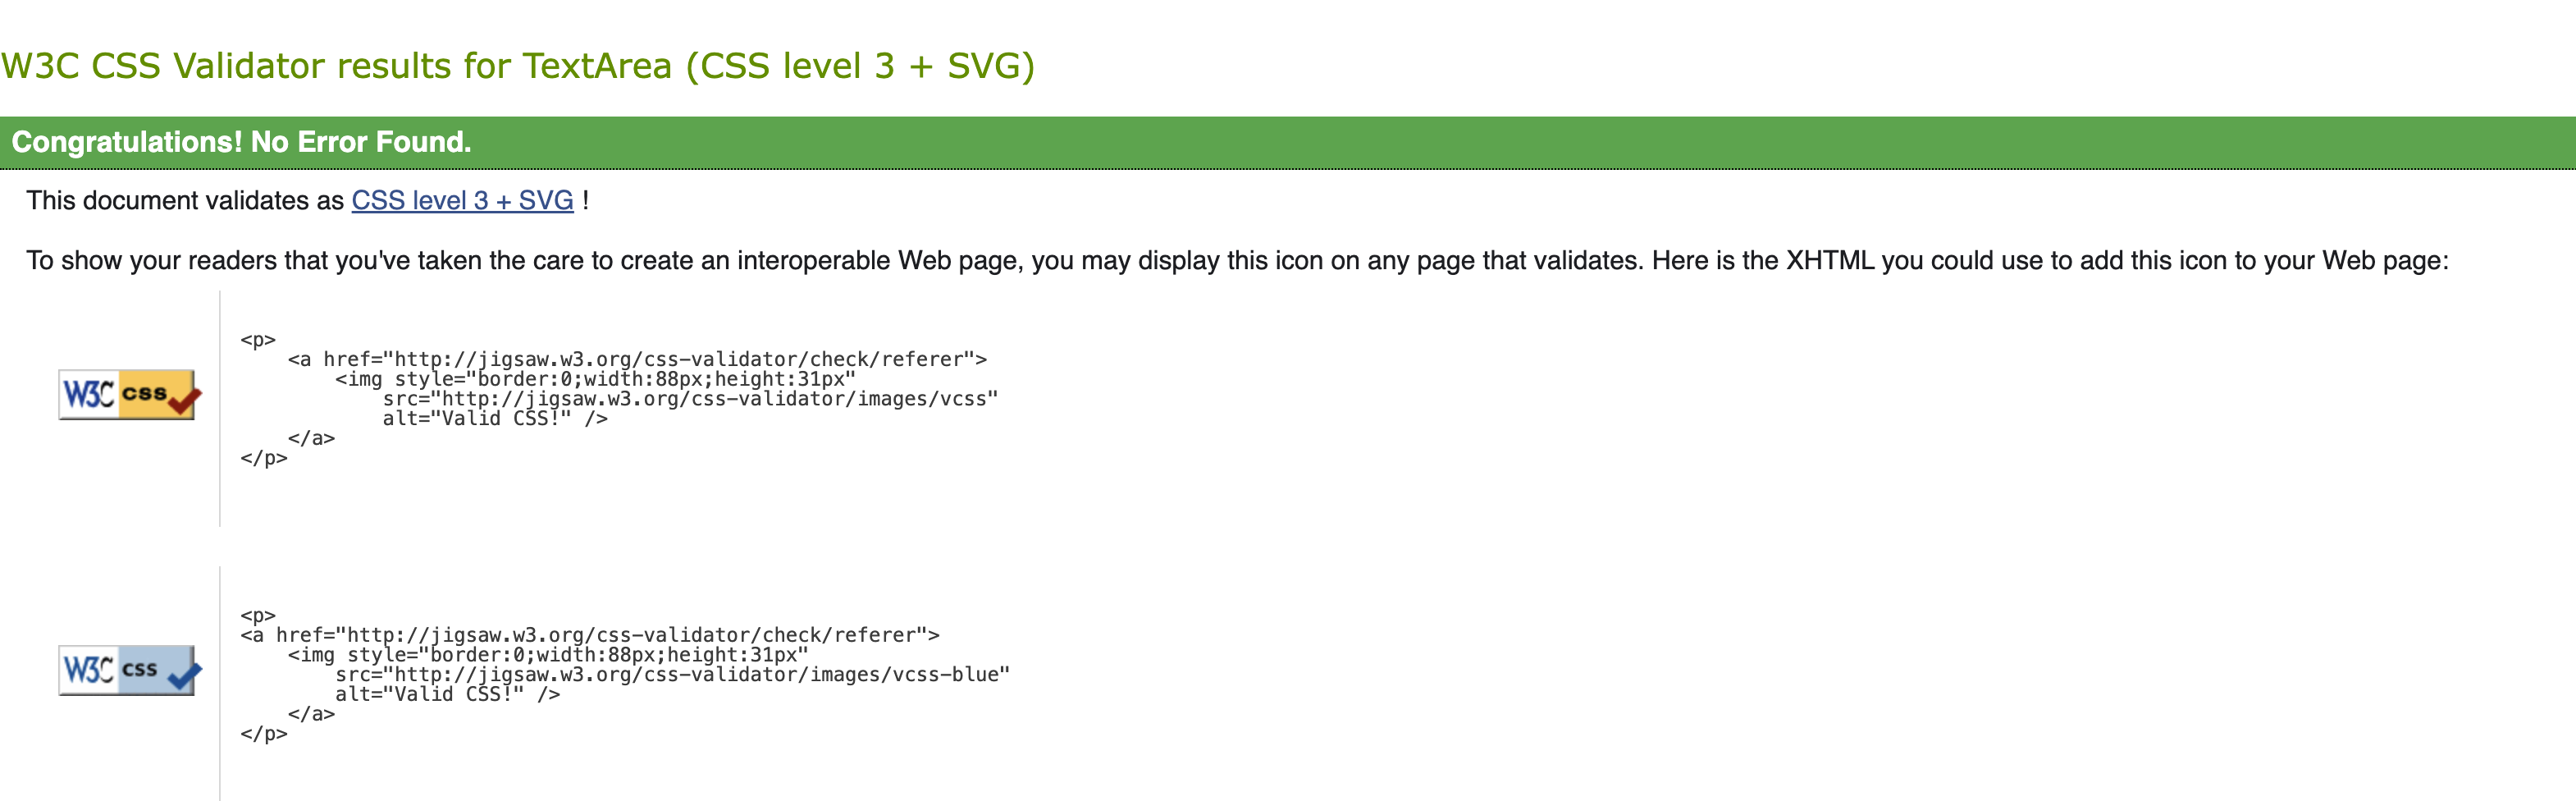 W3C CSS Validator results for TextArea (CSS level 3 + SVG)
Congratulations! No Error Found.
This document validates as CSS level 3 + SVG !
To show your readers that you've taken the care to create an interoperable Web page, you may display this icon on any page that validates. Here is the XHTML you could use to add this icon to your Web page:
W3C css
<p>
    <a href="http://jigsaw.w3.org/css-validator/check/referer">
        <img style="border:0;width:88px;height:31px"
            src="http://jigsaw.w3.org/css-validator/images/vcss"
            alt="Valid CSS!" />
    </a>
</p>
W3C css
<p>
<a href="http://jigsaw.w3.org/css-validator/check/referer">
    <img style="border:0;width:88px;height:31px"
        src="http://jigsaw.w3.org/css-validator/images/vcss-blue"
        alt="Valid CSS!" />
    </a>
</p>